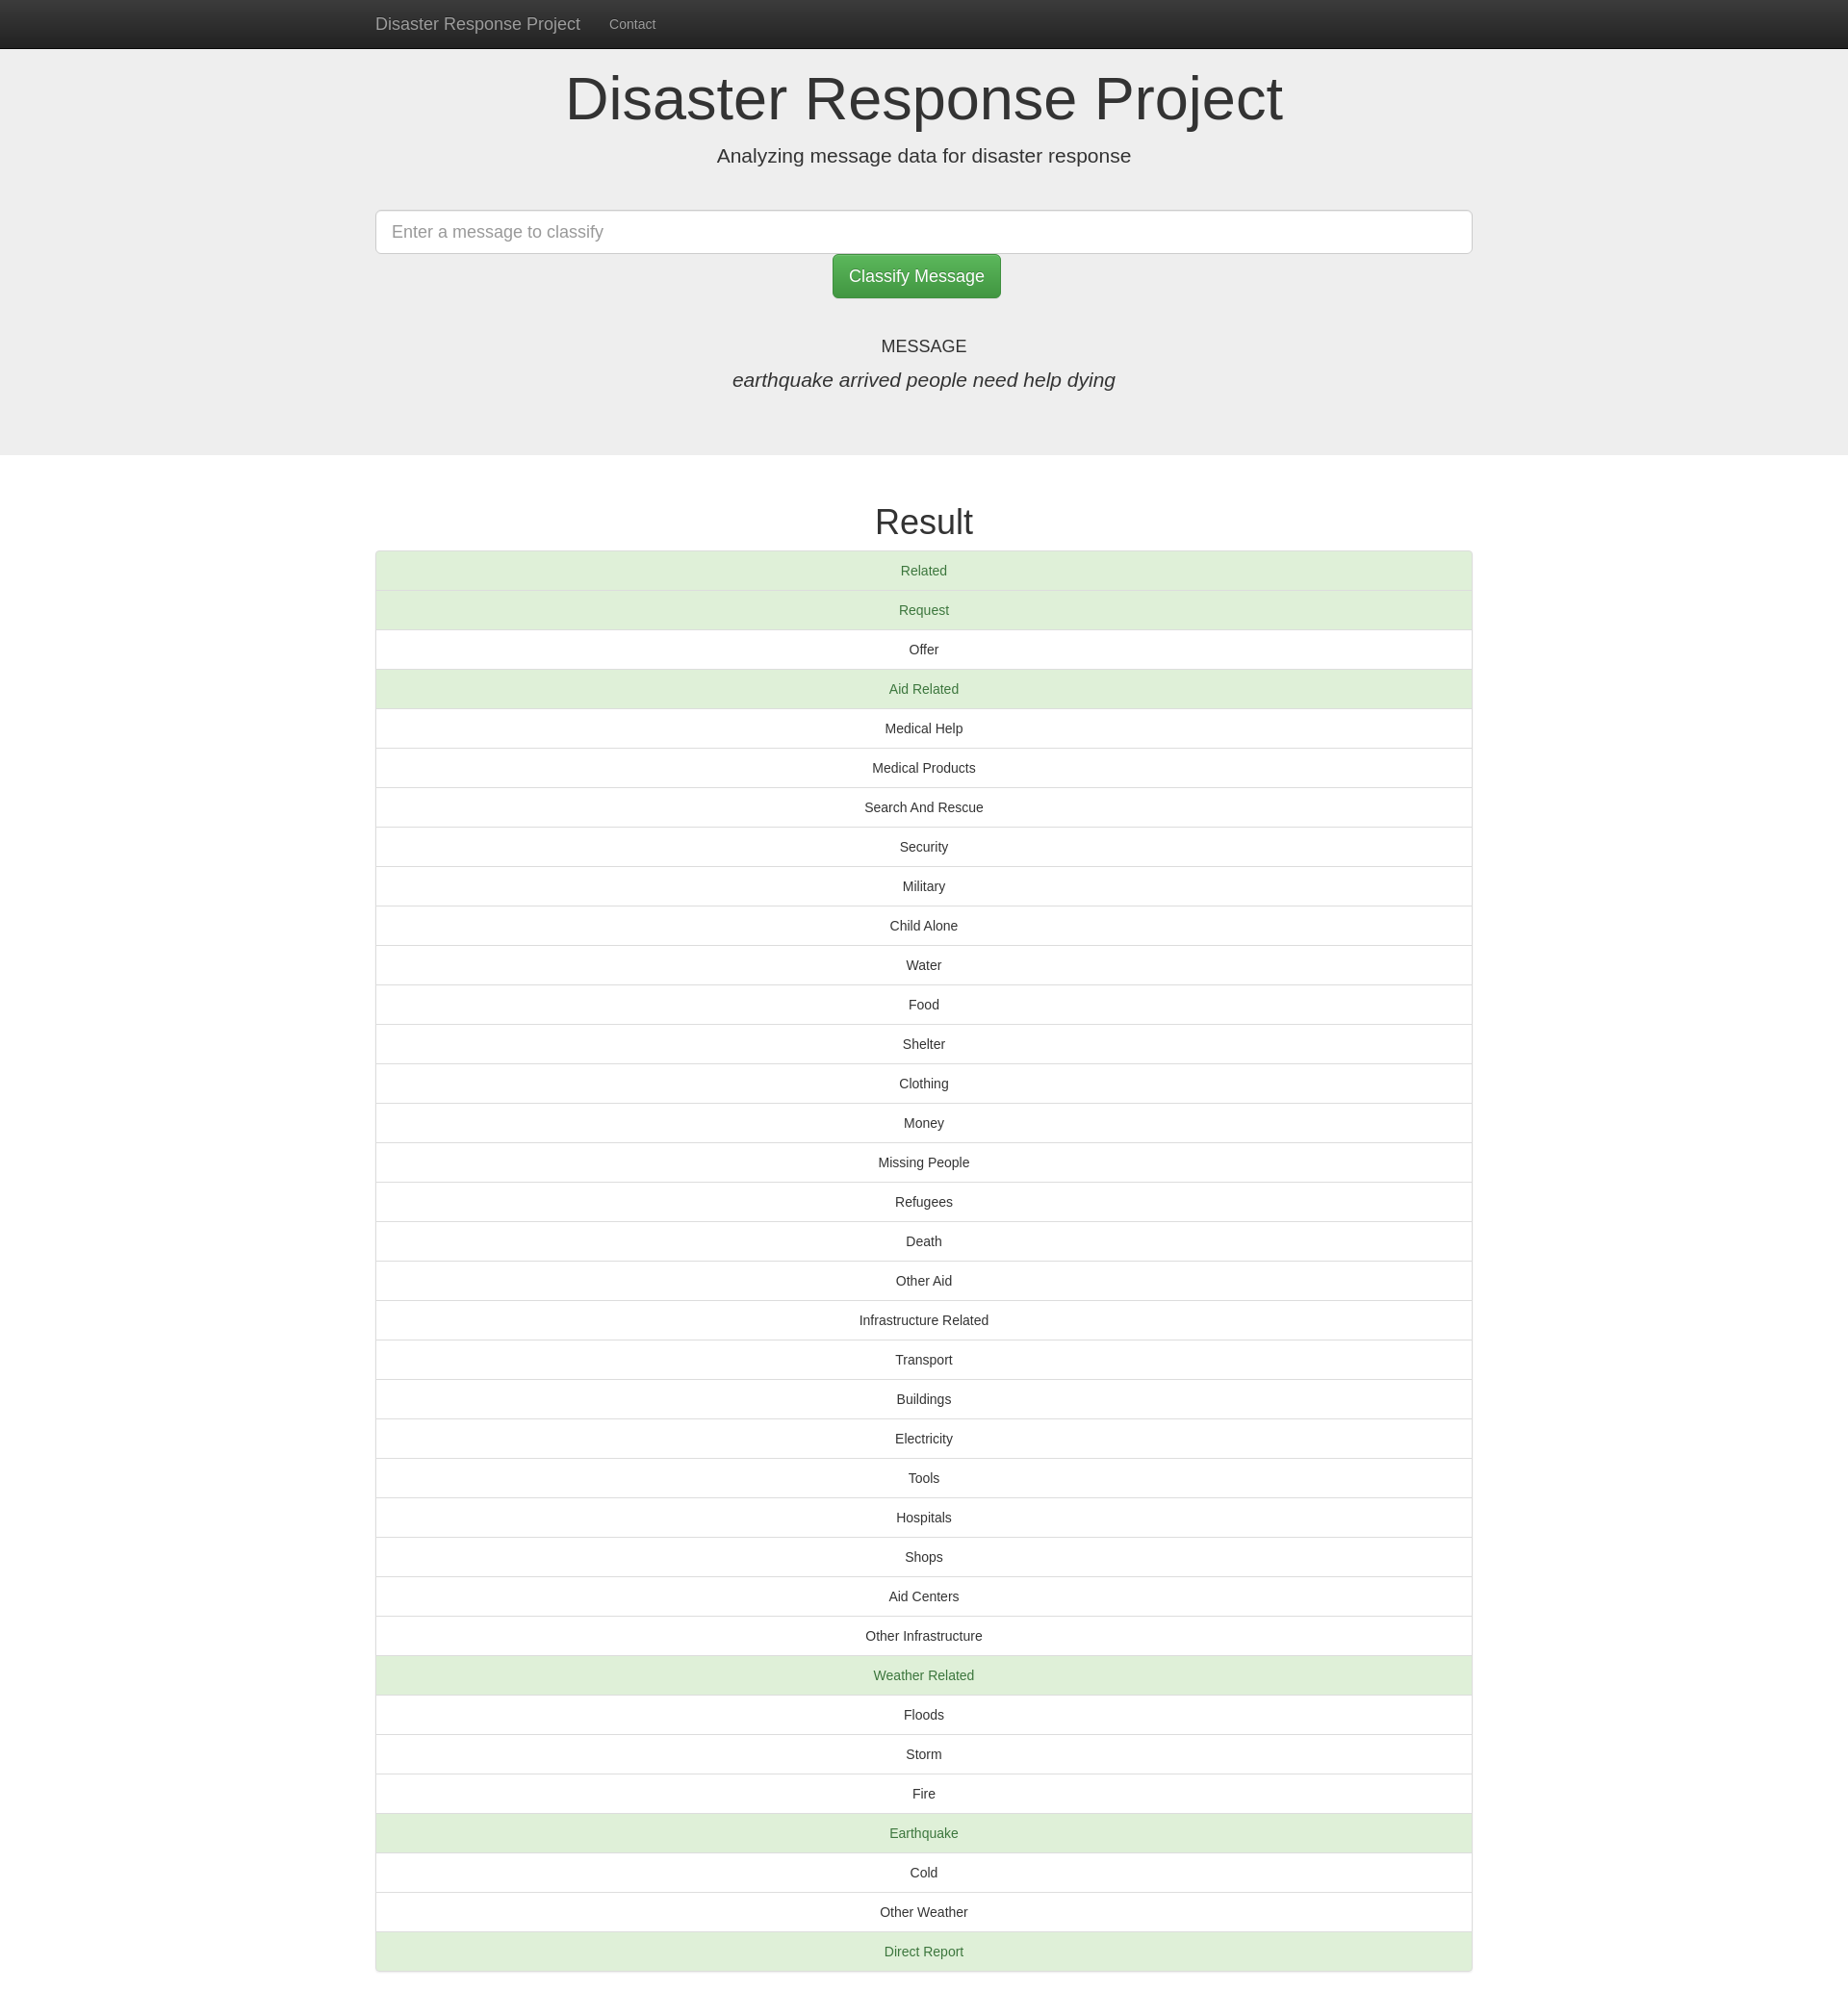 Disaster Response Project Contact
Disaster Response Project
Analyzing message data for disaster response
Enter a message to classify
Classify Message
MESSAGE
earthquake arrived people need help dying
Result
Related
Request
Offer
Aid Related
Medical Help
Medical Products
Search And Rescue
Security
Military
Child Alone
Water
Food
Shelter
Clothing
Money
Missing People
Refugees
Death
Other Aid
Infrastructure Related
Transport
Buildings
Electricity
Tools
Hospitals
Shops
Aid Centers
Other Infrastructure
Weather Related
Floods
Storm
Fire
Earthquake
Cold
Other Weather
Direct Report